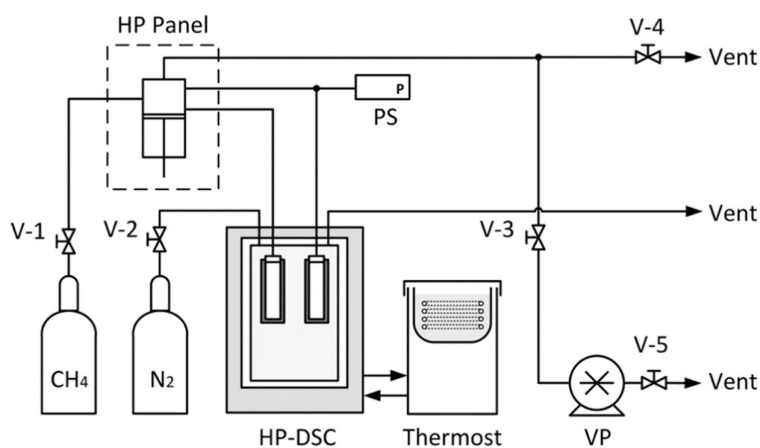 HP Panel
V-4
Vent
P
PS
V-1
V-2
Vent
V-3
CH₄
N₂
V-5
Vent
HP-DSC
Thermost
VP